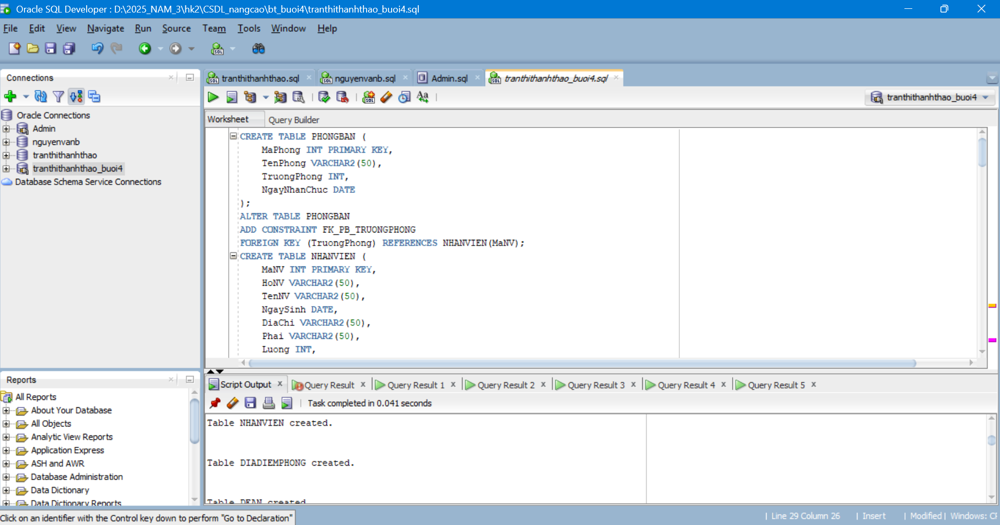 Oracle SQL Developer : D:\2025_NAM_3\hk2\CSDL_nangcao\bt_buoi4\tranthithanhthao_buoi4.sql
File Edit View Navigate Run Source Team Tools Window Help
Connections
Oracle Connections
Admin
nguyenvanb
tranthithanhthao
tranthithanhthao_buoi4
Database Schema Service Connections
tranthithanhthao.sql nguyenvanb.sql Admin.sql tranthithanhthao_buoi4.sql
tranthithanhthao_buoi4
Worksheet Query Builder
CREATE TABLE PHONGBAN (
MaPhong INT PRIMARY KEY,
TenPhong VARCHAR2(50),
TruongPhong INT,
NgayNhanChuc DATE
);
ALTER TABLE PHONGBAN
ADD CONSTRAINT FK_PB_TRUONGPHONG
FOREIGN KEY (TruongPhong) REFERENCES NHANVIEN(MaNV);
CREATE TABLE NHANVIEN (
MaNV INT PRIMARY KEY,
HoNV VARCHAR2(50),
TenNV VARCHAR2(50),
NgaySinh DATE,
DiaChi VARCHAR2(50),
Phai VARCHAR2(50),
Luong INT,
Reports
All Reports
About Your Database
All Objects
Analytic View Reports
Application Express
ASH and AWR
Database Administration
Data Dictionary
Data Dictionary Reports
Script Output Query Result Query Result 1 Query Result 2 Query Result 3 Query Result 4 Query Result 5
Task completed in 0.041 seconds
Table NHANVIEN created.
Table DIADIEMPHONG created.
Table DEAN created
Click on an identifier with the Control key down to perform "Go to Declaration"
Line 29 Column 26 | Insert | Modified | Windows: